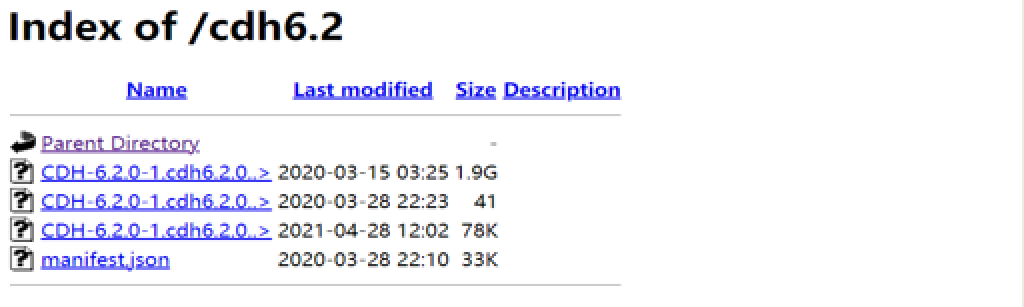 Index of /cdh6.2
Name Last modified Size Description
Parent Directory -
CDH-6.2.0-1.cdh6.2.0..> 2020-03-15 03:25 1.9G
CDH-6.2.0-1.cdh6.2.0..> 2020-03-28 22:23 41
CDH-6.2.0-1.cdh6.2.0..> 2021-04-28 12:02 78K
manifest.json 2020-03-28 22:10 33K